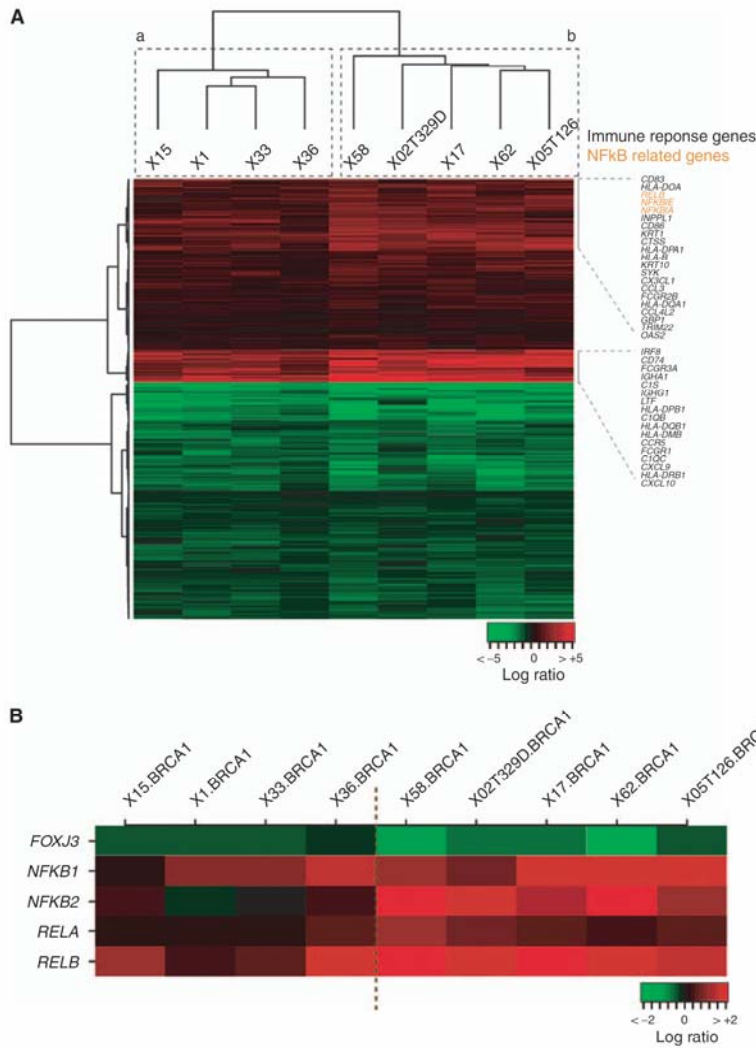 A
a
b
X15
X1
X33
X36
X58
X02T329D
X17
X62
X05T126
Immune reponse genes
NFkB related genes
CD83
HLA-DOA
RELB
NFKBIE
NFKBIA
INPPL1
CD86
KRT1
CTSS
HLA-DPA1
HLA-B
KRT10
SYK
CX3CL1
CCL3
FCGR2B
HLA-DQA1
CCL4L2
GBP1
TRIM22
OAS2
IRF8
CD74
FCGR3A
IGHA1
C1S
IGHG1
LTF
HLA-DPB1
C1QB
HLA-DQB1
HLA-DMB
CCR5
FCGR1
C1QC
CXCL9
HLA-DRB1
CXCL10
< −5 0 > +5
Log ratio
B
X15.BRCA1
X1.BRCA1
X33.BRCA1
X36.BRCA1
X58.BRCA1
X02T329D.BRCA1
X17.BRCA1
X62.BRCA1
X05T126.BRC
FOXJ3
NFKB1
NFKB2
RELA
RELB
< −2 0 > +2
Log ratio